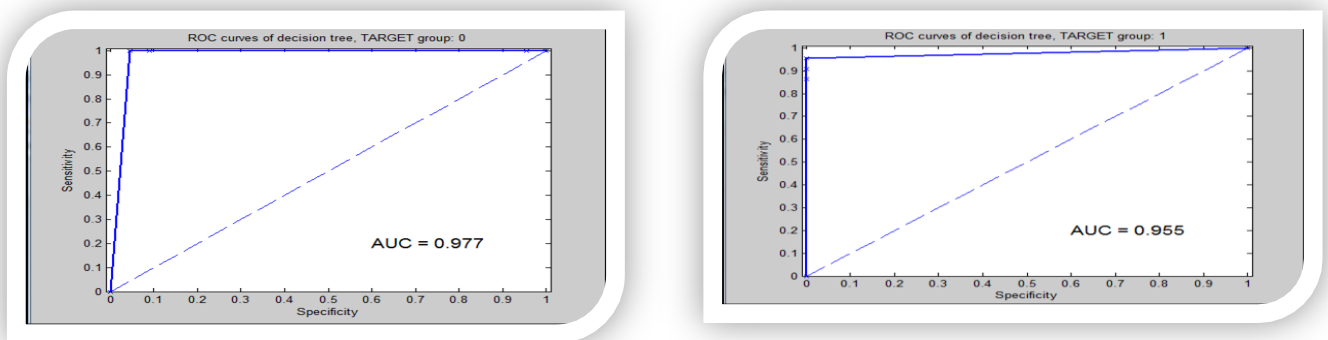 ROC curves of decision tree, TARGET group: 0
1
0.9
0.8
0.7
0.6
0.5
0.4
0.3
0.2
0.1
0
Sensitivity
AUC = 0.977
0 0.1 0.2 0.3 0.4 0.5 0.6 0.7 0.8 0.9 1
Specificity
ROC curves of decision tree, TARGET group: 1
1
0.9
0.8
0.7
0.6
0.5
0.4
0.3
0.2
0.1
0
Sensitivity
AUC = 0.955
0 0.1 0.2 0.3 0.4 0.5 0.6 0.7 0.8 0.9 1
Specificity